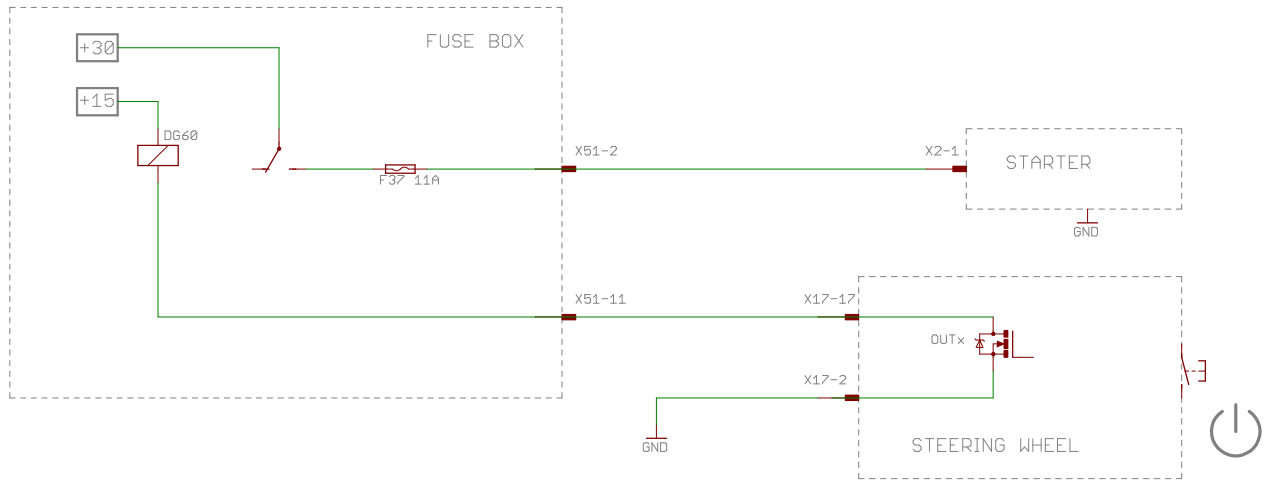 +30
FUSE BOX
+15
DG60
X51-2
X2-1
STARTER
F37 11A
GND
X51-11
X17-17
OUTx
X17-2
GND
STEERING WHEEL